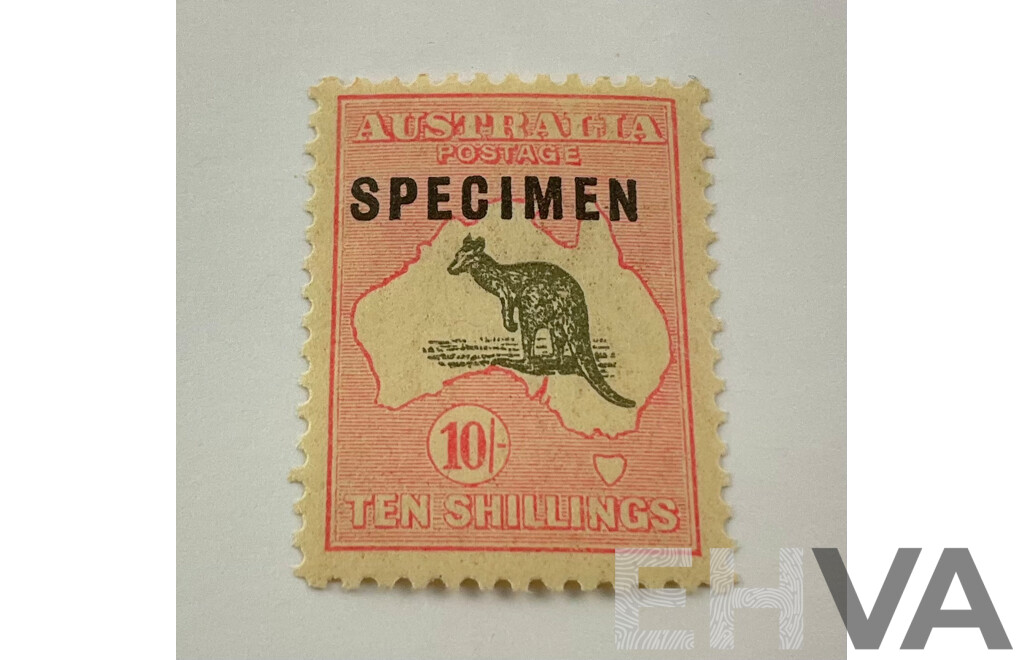 AUSTRALIA
POSTAGE
SPECIMEN
10/-
TEN SHILLINGS
EHVA